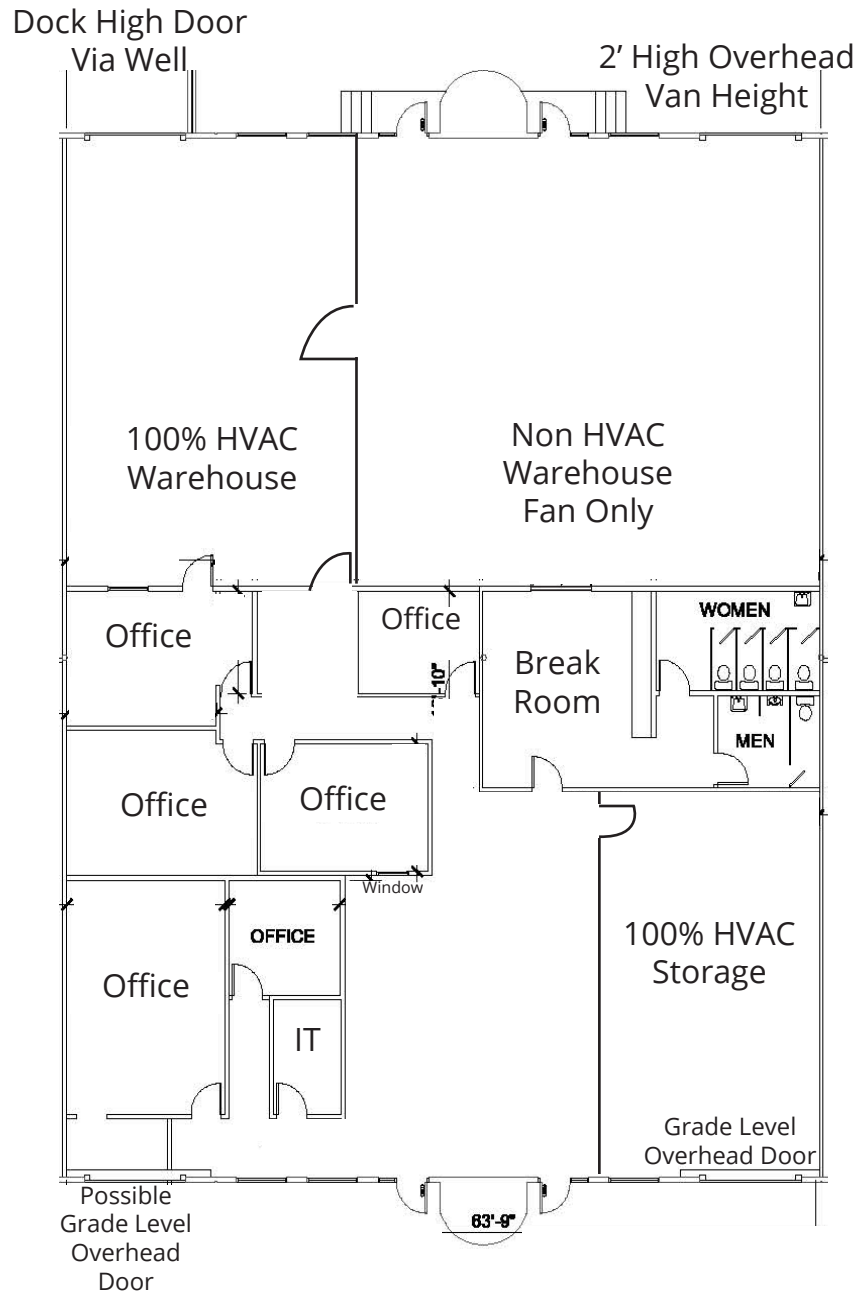 Dock High Door
Via Well
2’ High Overhead
Van Height
100% HVAC
Warehouse
Non HVAC
Warehouse
Fan Only
Office
Office
Break
Room
WOMEN
MEN
Office
Office
Window
Office
OFFICE
IT
100% HVAC
Storage
Grade Level
Overhead Door
Possible
Grade Level
Overhead
Door
63'-9"